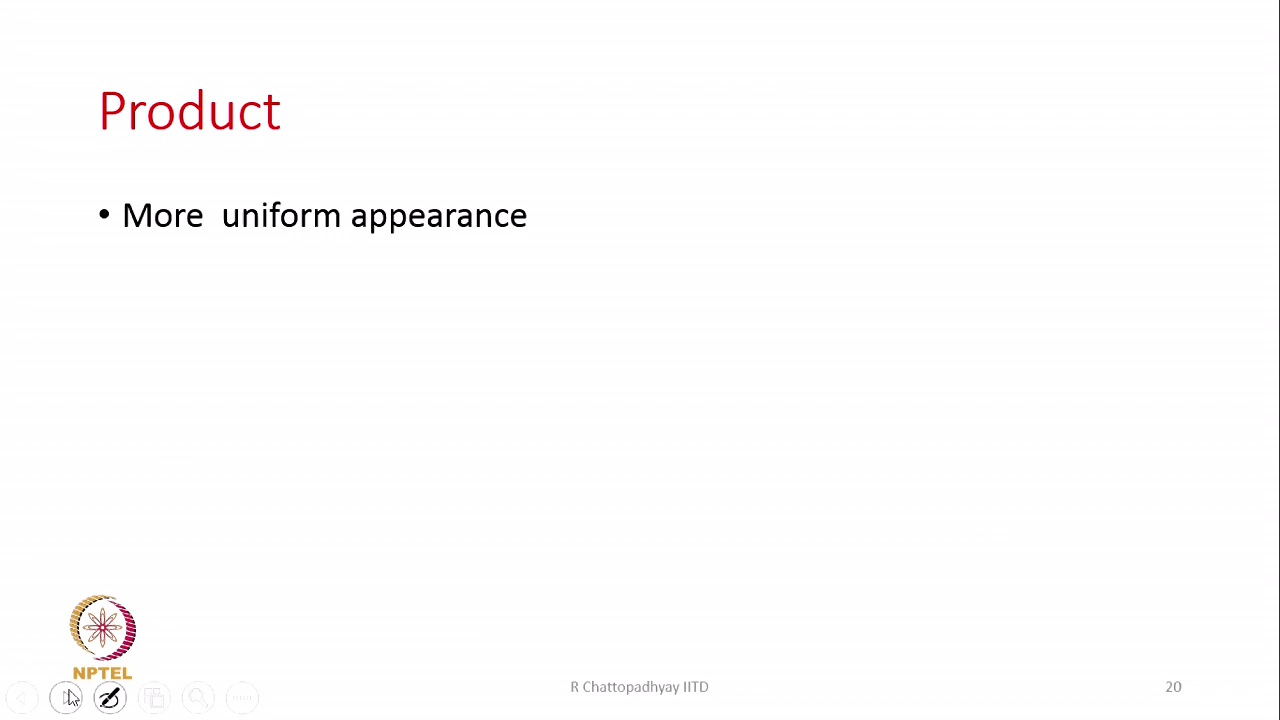 Product
• More  uniform appearance
NPTEL
R Chattopadhyay IITD
20